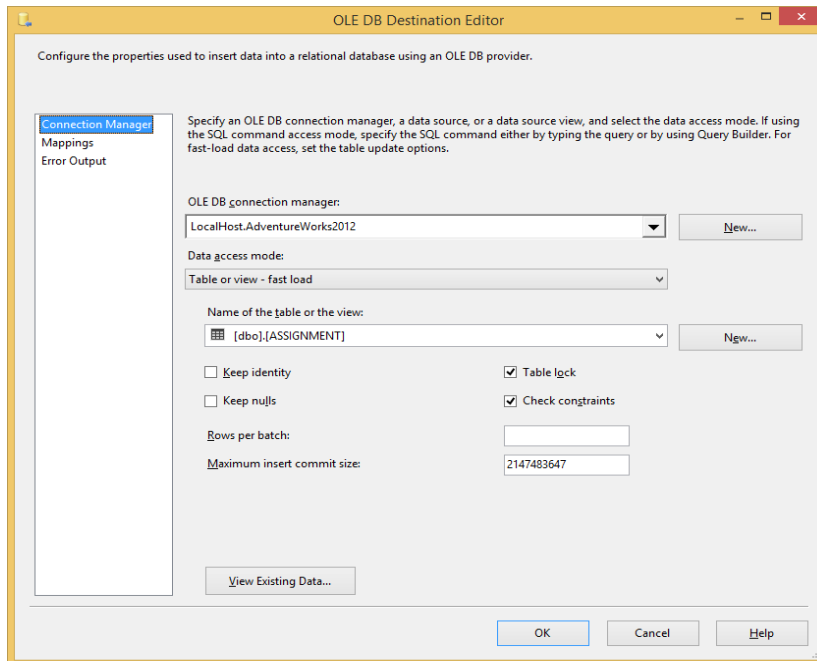 OLE DB Destination Editor
Configure the properties used to insert data into a relational database using an OLE DB provider.
Connection Manager
Mappings
Error Output
Specify an OLE DB connection manager, a data source, or a data source view, and select the data access mode. If using
the SQL command access mode, specify the SQL command either by typing the query or by using Query Builder. For
fast-load data access, set the table update options.
OLE DB connection manager:
LocalHost.AdventureWorks2012
New...
Data access mode:
Table or view - fast load
Name of the table or the view:
[dbo].[ASSIGNMENT]
New...
Keep identity
Table lock
Keep nulls
Check constraints
Rows per batch:
Maximum insert commit size:
2147483647
View Existing Data...
OK
Cancel
Help